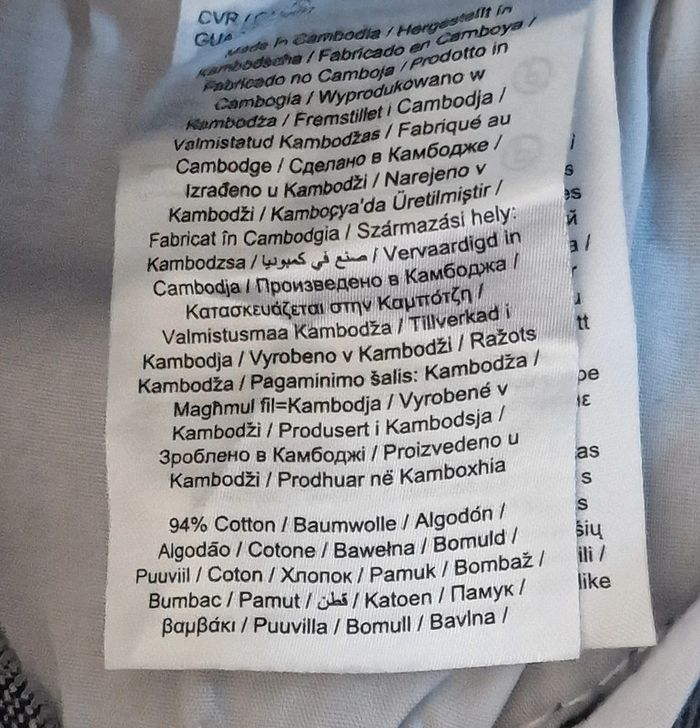 CVR /
GUA
Made in Cambodia / Hergestellt in
Kambodscha / Fabricado en Camboya /
Fabricado no Camboja / Prodotto in
Cambogia / Wyprodukowano w
Kambodża / Fremstillet i Cambodja /
Valmistatud Kambodžas / Fabriqué au
Cambodge / Сделано в Камбодже /
Izrađeno u Kambodži / Narejeno v
Kambodži / Kamboçya'da Üretilmiştir /
Fabricat în Cambodgia / Származási hely:
Kambodzsa / صنع في كمبوديا / Vervaardigd in
Cambodja / Произведено в Камбоджа /
Κατασκευάζεται στην Καμπότζη /
Valmistusmaa Kambodža / Tillverkad i
Kambodja / Vyrobeno v Kambodži / Ražots
Kambodža / Pagaminimo šalis: Kambodža /
Magħmul fil=Kambodja / Vyrobené v
Kambodži / Produsert i Kambodsja /
Зроблено в Камбоджі / Proizvedeno u
Kambodži / Prodhuar në Kamboxhia
94% Cotton / Baumwolle / Algodón /
Algodão / Cotone / Bawełna / Bomuld /
Puuviil / Coton / Хлопок / Pamuk / Bombaž /
Bumbac / Pamut / قطن / Katoen / Памук /
βαμβάκι / Puuvilla / Bomull / Bavlna /